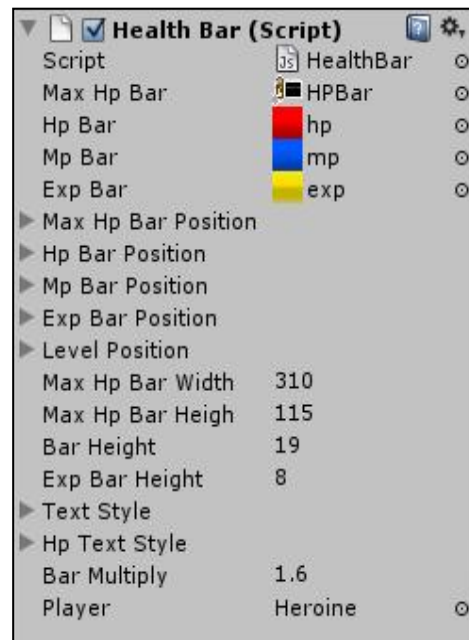 Health Bar (Script)
Script JS HealthBar
Max Hp Bar HPBar
Hp Bar hp
Mp Bar mp
Exp Bar exp
Max Hp Bar Position
Hp Bar Position
Mp Bar Position
Exp Bar Position
Level Position
Max Hp Bar Width 310
Max Hp Bar Heigh 115
Bar Height 19
Exp Bar Height 8
Text Style
Hp Text Style
Bar Multiply 1.6
Player Heroine